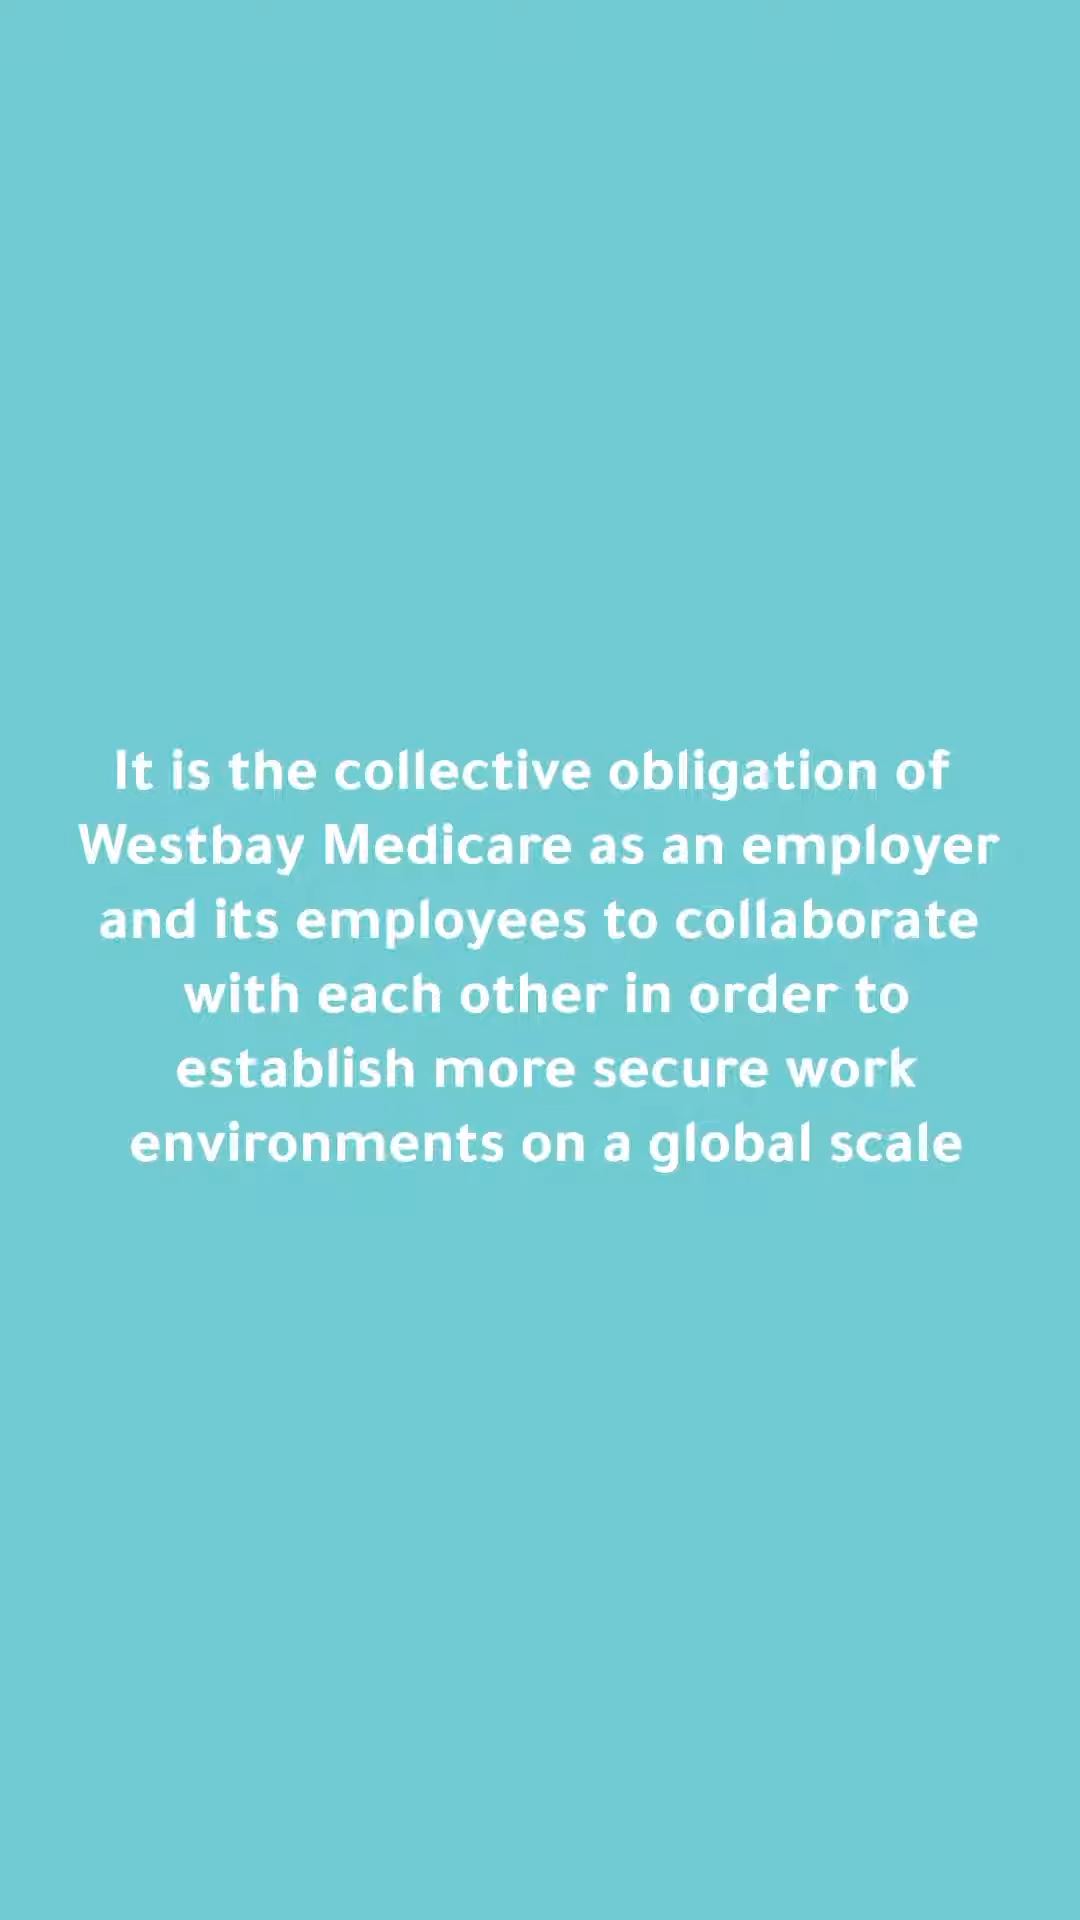 It is the collective obligation of
Westbay Medicare as an employer
and its employees to collaborate
with each other in order to
establish more secure work
environments on a global scale